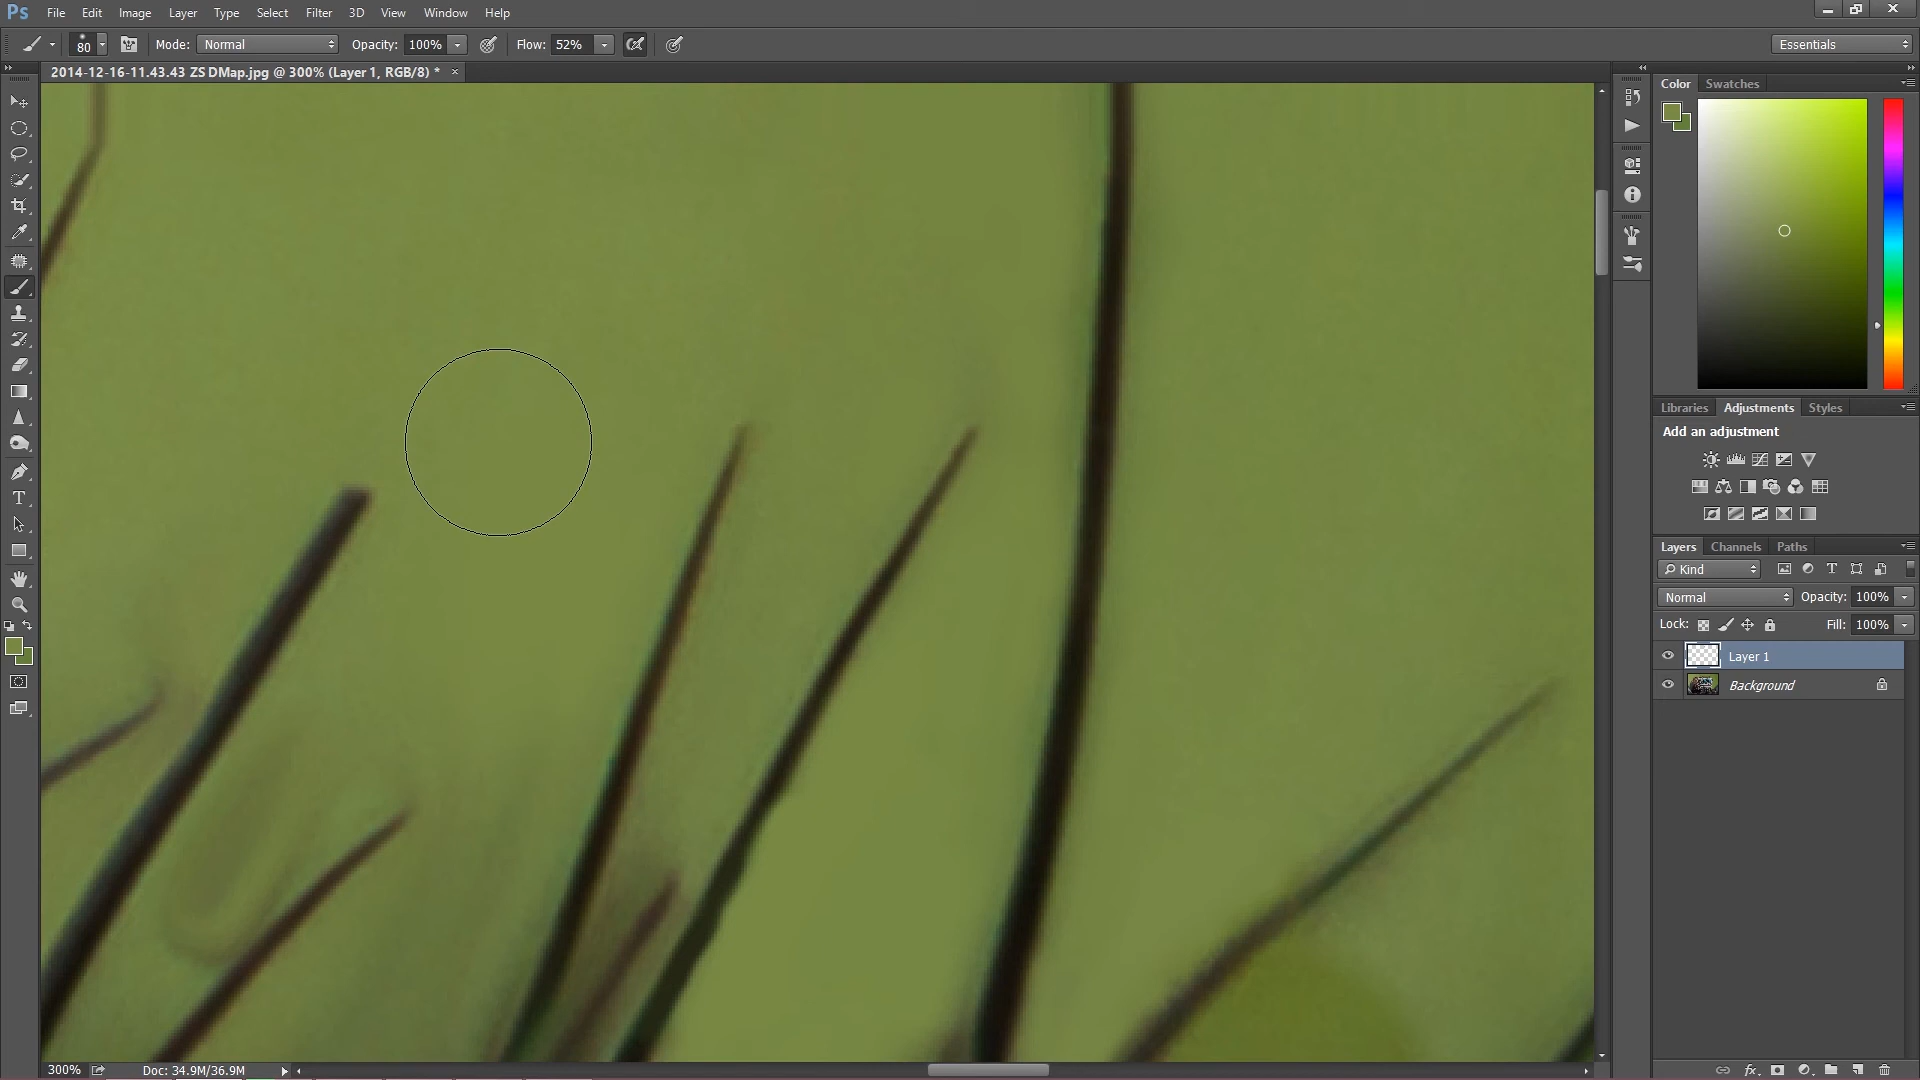 Ps File Edit Image Layer Type Select Filter 3D View Window Help
80 Mode: Normal Opacity: 100% Flow: 52% Essentials
2014-12-16-11.43.43 ZS DMap.jpg @ 300% (Layer 1, RGB/8) * ×
Color Swatches
Libraries Adjustments Styles
Add an adjustment
Layers Channels Paths
Kind
Normal Opacity: 100%
Lock: Fill: 100%
Layer 1
Background
300% Doc: 34.9M/36.9M